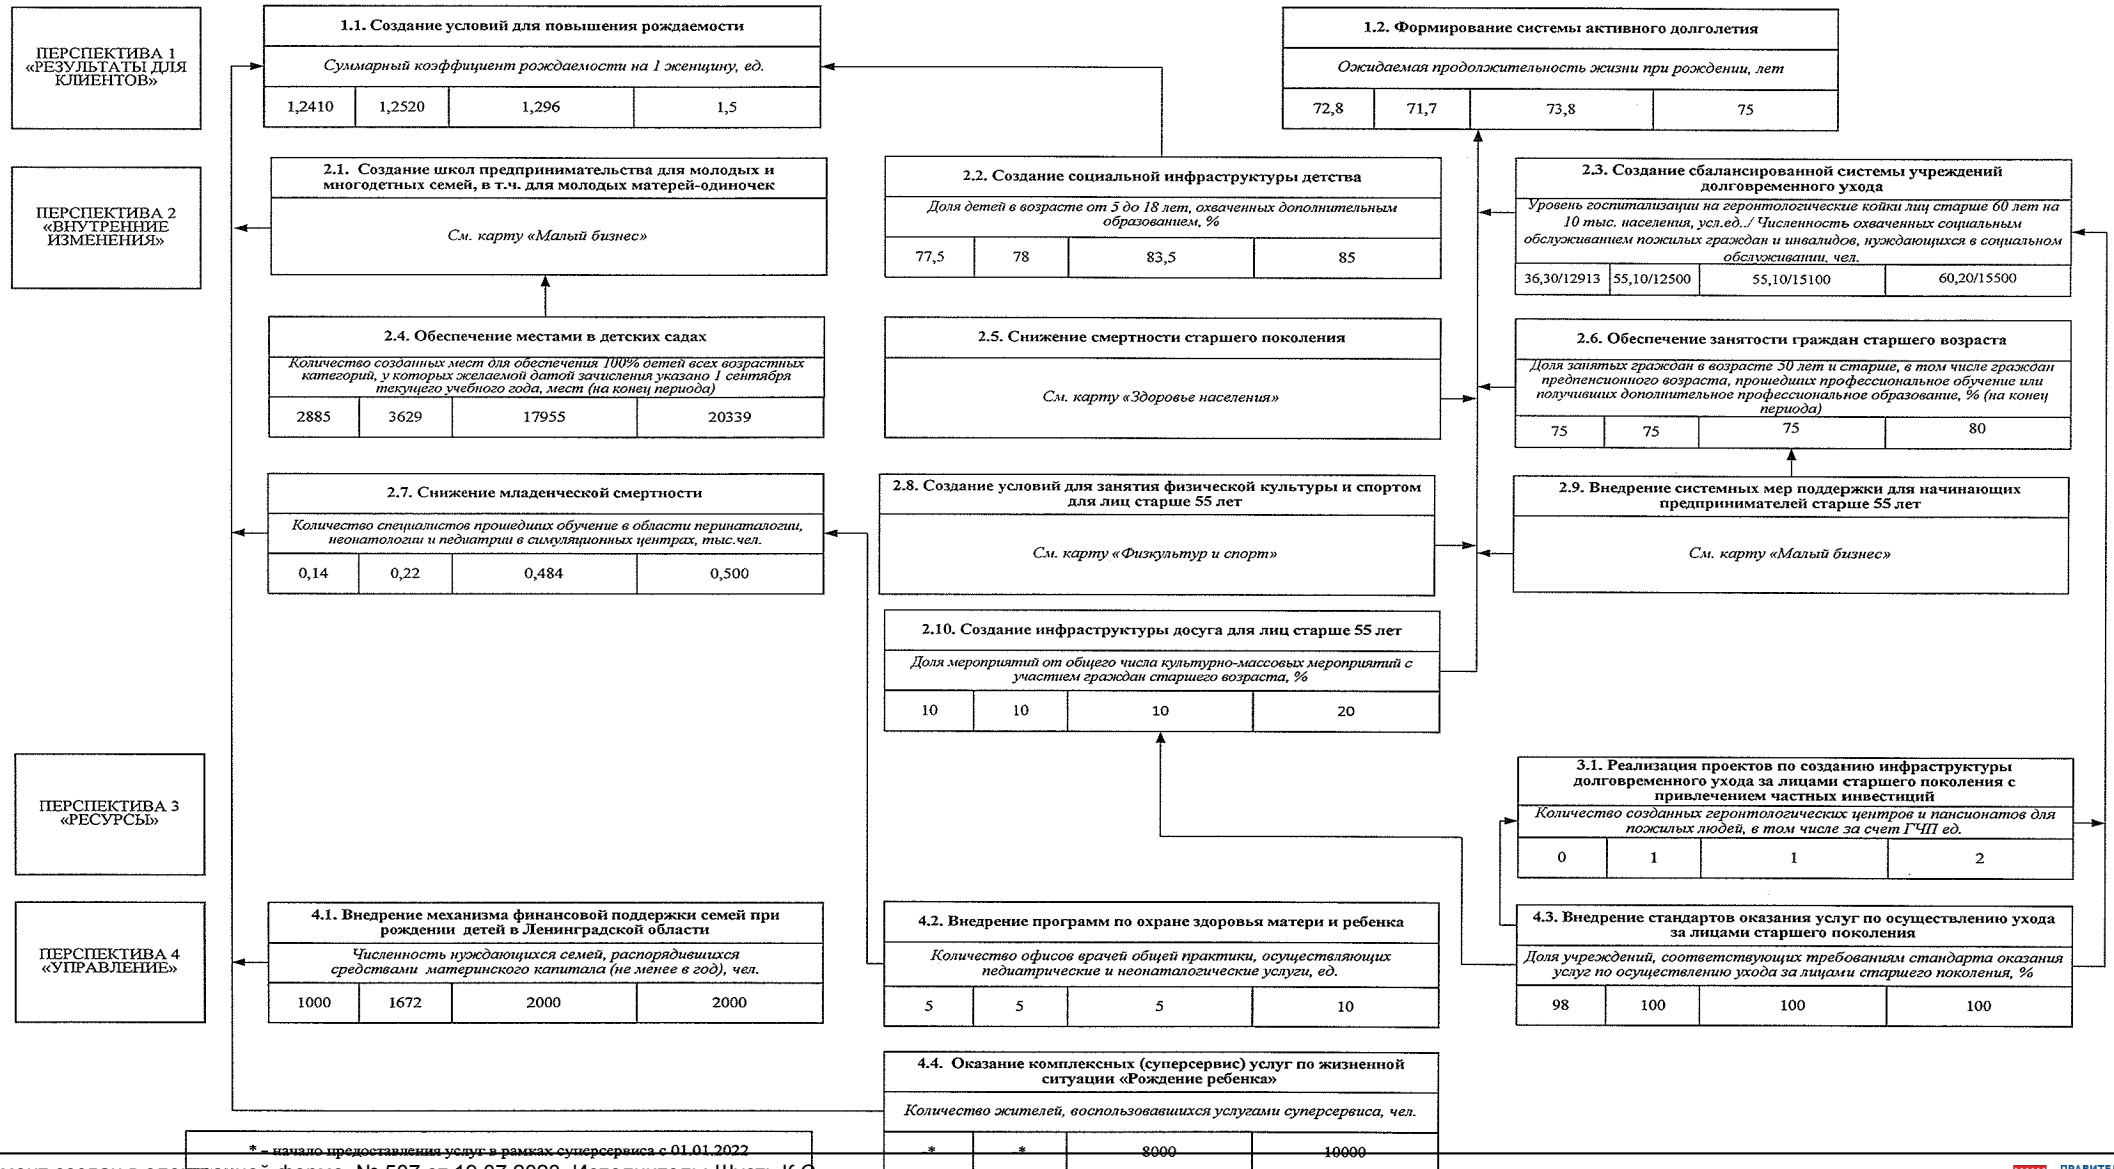 ПЕРСПЕКТИВА 1
«РЕЗУЛЬТАТЫ ДЛЯ
КЛИЕНТОВ»
1.1. Создание условий для повышения рождаемости
Суммарный коэффициент рождаемости на 1 женщину, ед.
1,2410 1,2520 1,296 1,5
1.2. Формирование системы активного долголетия
Ожидаемая продолжительность жизни при рождении, лет
72,8 71,7 73,8 75
ПЕРСПЕКТИВА 2
«ВНУТРЕННИЕ
ИЗМЕНЕНИЯ»
2.1. Создание школ предпринимательства для молодых и
многодетных семей, в т.ч. для молодых матерей-одиночек
См. карту «Малый бизнес»
2.2. Создание социальной инфраструктуры детства
Доля детей в возрасте от 5 до 18 лет, охваченных дополнительным
образованием, %
77,5 78 83,5 85
2.3. Создание сбалансированной системы учреждений
долговременного ухода
Уровень госпитализации на геронтологические койки лиц старше 60 лет на
10 тыс. населения, усл.ед../ Численность охваченных социальным
обслуживанием пожилых граждан и инвалидов, нуждающихся в социальном
обслуживании, чел.
36,30/12913 55,10/12500 55,10/15100 60,20/15500
2.4. Обеспечение местами в детских садах
Количество созданных мест для обеспечения 100% детей всех возрастных
категорий, у которых желаемой датой зачисления указано 1 сентября
текущего учебного года, мест (на конец периода)
2885 3629 17955 20339
2.5. Снижение смертности старшего поколения
См. карту «Здоровье населения»
2.6. Обеспечение занятости граждан старшего возраста
Доля занятых граждан в возрасте 50 лет и старше, в том числе граждан
предпенсионного возраста, прошедших профессиональное обучение или
получивших дополнительное профессиональное образование, % (на конец
периода)
75 75 75 80
2.7. Снижение младенческой смертности
Количество специалистов прошедших обучение в области перинаталогии,
неонатологии и педиатрии в симуляционных центрах, тыс.чел.
0,14 0,22 0,484 0,500
2.8. Создание условий для занятия физической культуры и спортом
для лиц старше 55 лет
См. карту «Физкультур и спорт»
2.9. Внедрение системных мер поддержки для начинающих
предпринимателей старше 55 лет
См. карту «Малый бизнес»
2.10. Создание инфраструктуры досуга для лиц старше 55 лет
Доля мероприятий от общего числа культурно-массовых мероприятий с
участием граждан старшего возраста, %
10 10 10 20
ПЕРСПЕКТИВА 3
«РЕСУРСЫ»
3.1. Реализация проектов по созданию инфраструктуры
долговременного ухода за лицами старшего поколения с
привлечением частных инвестиций
Количество созданных геронтологических центров и пансионатов для
пожилых людей, в том числе за счет ГЧП ед.
0 1 1 2
ПЕРСПЕКТИВА 4
«УПРАВЛЕНИЕ»
4.1. Внедрение механизма финансовой поддержки семей при
рождении детей в Ленинградской области
Численность нуждающихся семей, распорядившихся
средствами материнского капитала (не менее в год), чел.
1000 1672 2000 2000
4.2. Внедрение программ по охране здоровья матери и ребенка
Количество офисов врачей общей практики, осуществляющих
педиатрические и неонаталогические услуги, ед.
5 5 5 10
4.3. Внедрение стандартов оказания услуг по осуществлению ухода
за лицами старшего поколения
Доля учреждений, соответствующих требованиям стандарта оказания
услуг по осуществлению ухода за лицами старшего поколения, %
98 100 100 100
4.4. Оказание комплексных (суперсервис) услуг по жизненной
ситуации «Рождение ребенка»
Количество жителей, воспользовавшихся услугами суперсервиса, чел.
-* -* 8000 10000
* - начало предоставления услуг в рамках суперсервиса с 01.01.2022